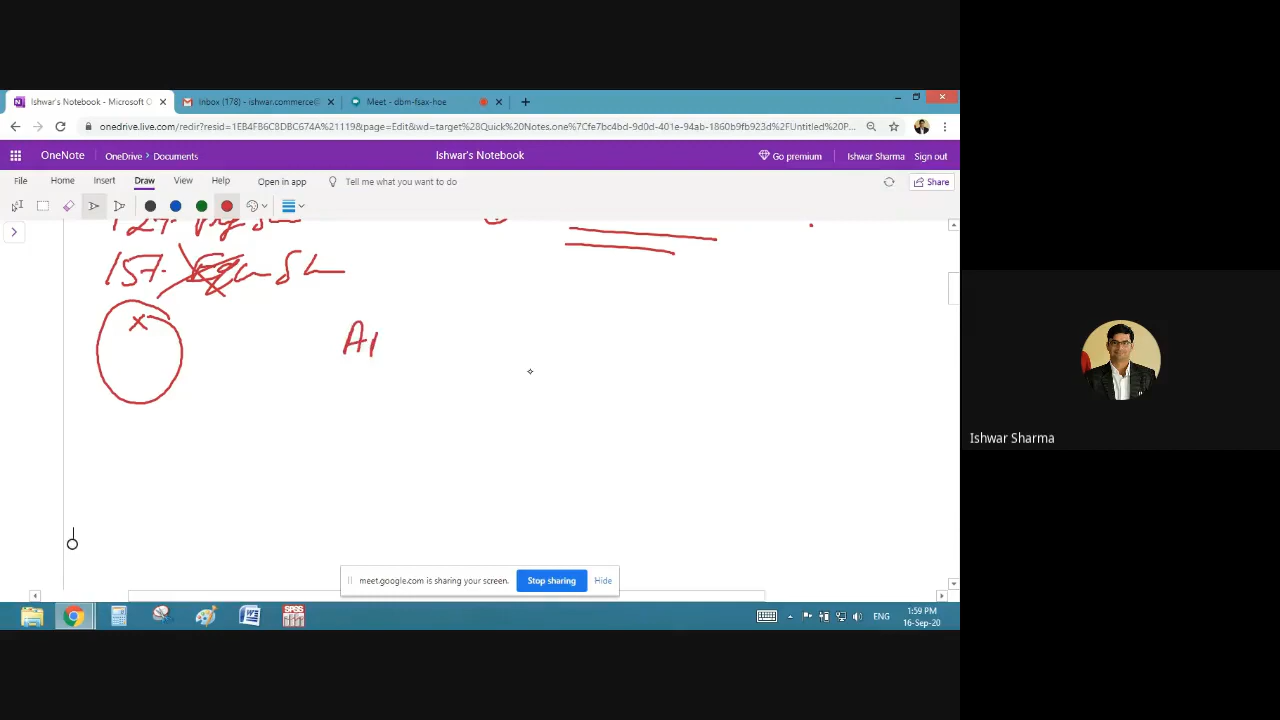 Ishwar's Notebook - Microsoft O
Inbox (178) - ishwar.commerce@
Meet - dbm-fsax-hoe
onedrive.live.com/redir?resid=1EB4FB6C8DBC674A%21119&page=Edit&wd=target%28Quick%20Notes.one%7Cfe7bc4bd-9d0d-401e-94ab-1860b9fb923d%2FUntitled%20P...
OneNote OneDrive > Documents Ishwar's Notebook Go premium Ishwar Sharma Sign out
File Home Insert Draw View Help Open in app Tell me what you want to do Share
x
Ishwar Sharma
meet.google.com is sharing your screen. Stop sharing Hide
W
SPSS
ENG
1:59 PM
16-Sep-20